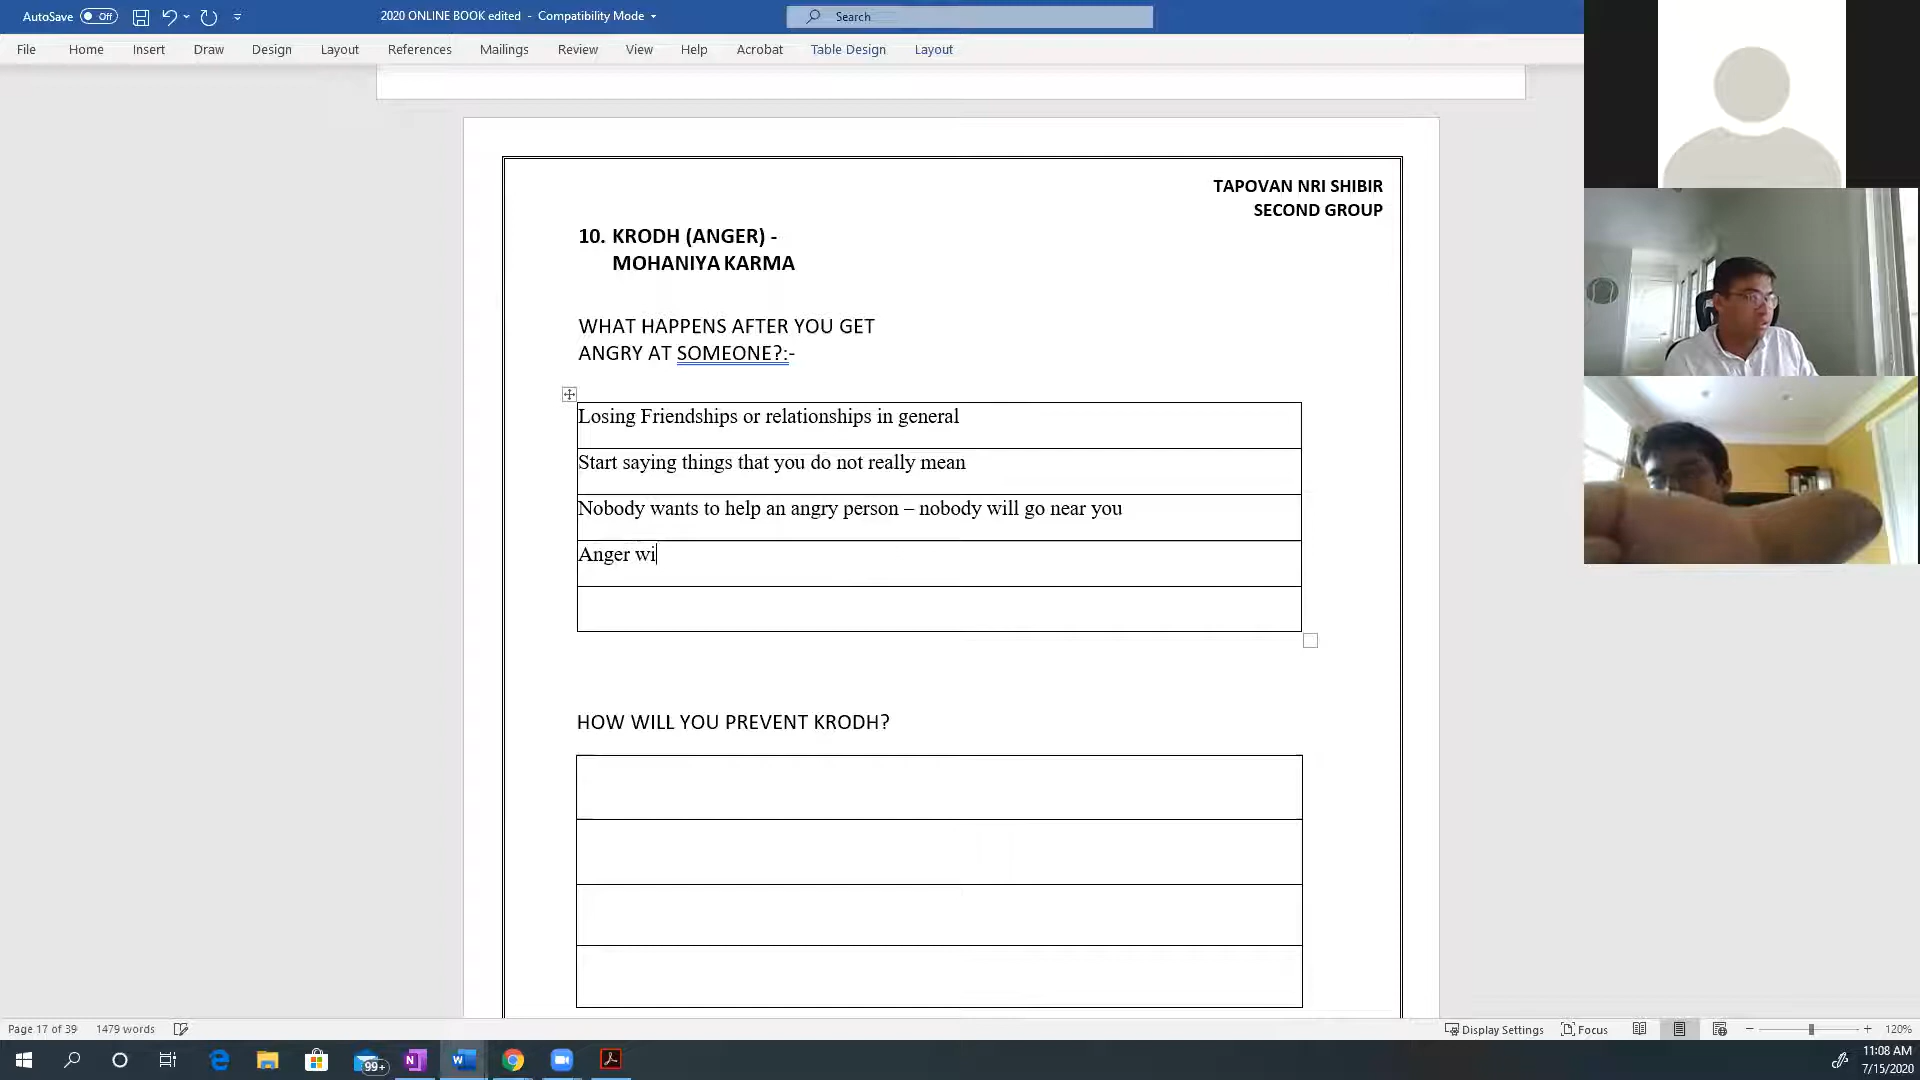 AutoSave Off 2020 ONLINE BOOK edited - Compatibility Mode Search
File Home Insert Draw Design Layout References Mailings Review View Help Acrobat Table Design Layout
TAPOVAN NRI SHIBIR
SECOND GROUP
10. KRODH (ANGER) -
MOHANIYA KARMA
WHAT HAPPENS AFTER YOU GET
ANGRY AT SOMEONE?:-
Losing Friendships or relationships in general
Start saying things that you do not really mean
Nobody wants to help an angry person – nobody will go near you
Anger wi
HOW WILL YOU PREVENT KRODH?
Page 17 of 39 1479 words Display Settings Focus 120%
99+
11:08 AM
7/15/2020